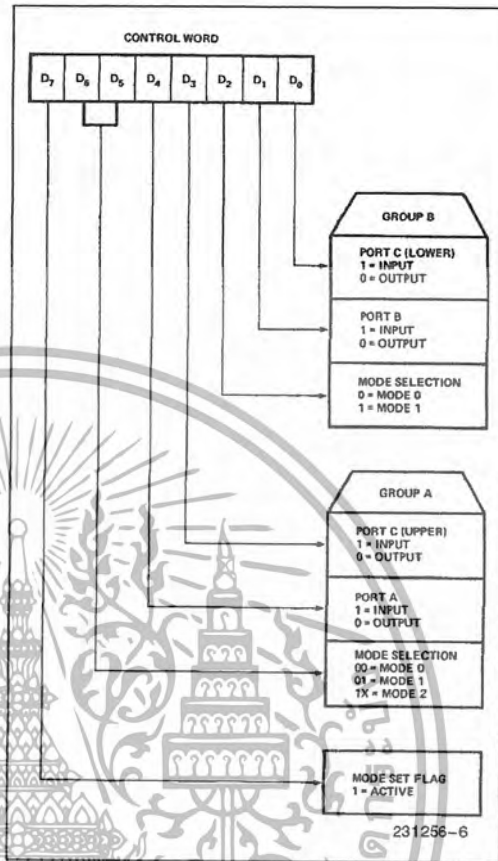 CONTROL WORD
D7 D6 D5 D4 D3 D2 D1 D0
GROUP B
PORT C (LOWER)
1 = INPUT
0 = OUTPUT
PORT B
1 = INPUT
0 = OUTPUT
MODE SELECTION
0 = MODE 0
1 = MODE 1
GROUP A
PORT C (UPPER)
1 = INPUT
0 = OUTPUT
PORT A
1 = INPUT
0 = OUTPUT
MODE SELECTION
00 = MODE 0
01 = MODE 1
1X = MODE 2
MODE SET FLAG
1 = ACTIVE
231256-6